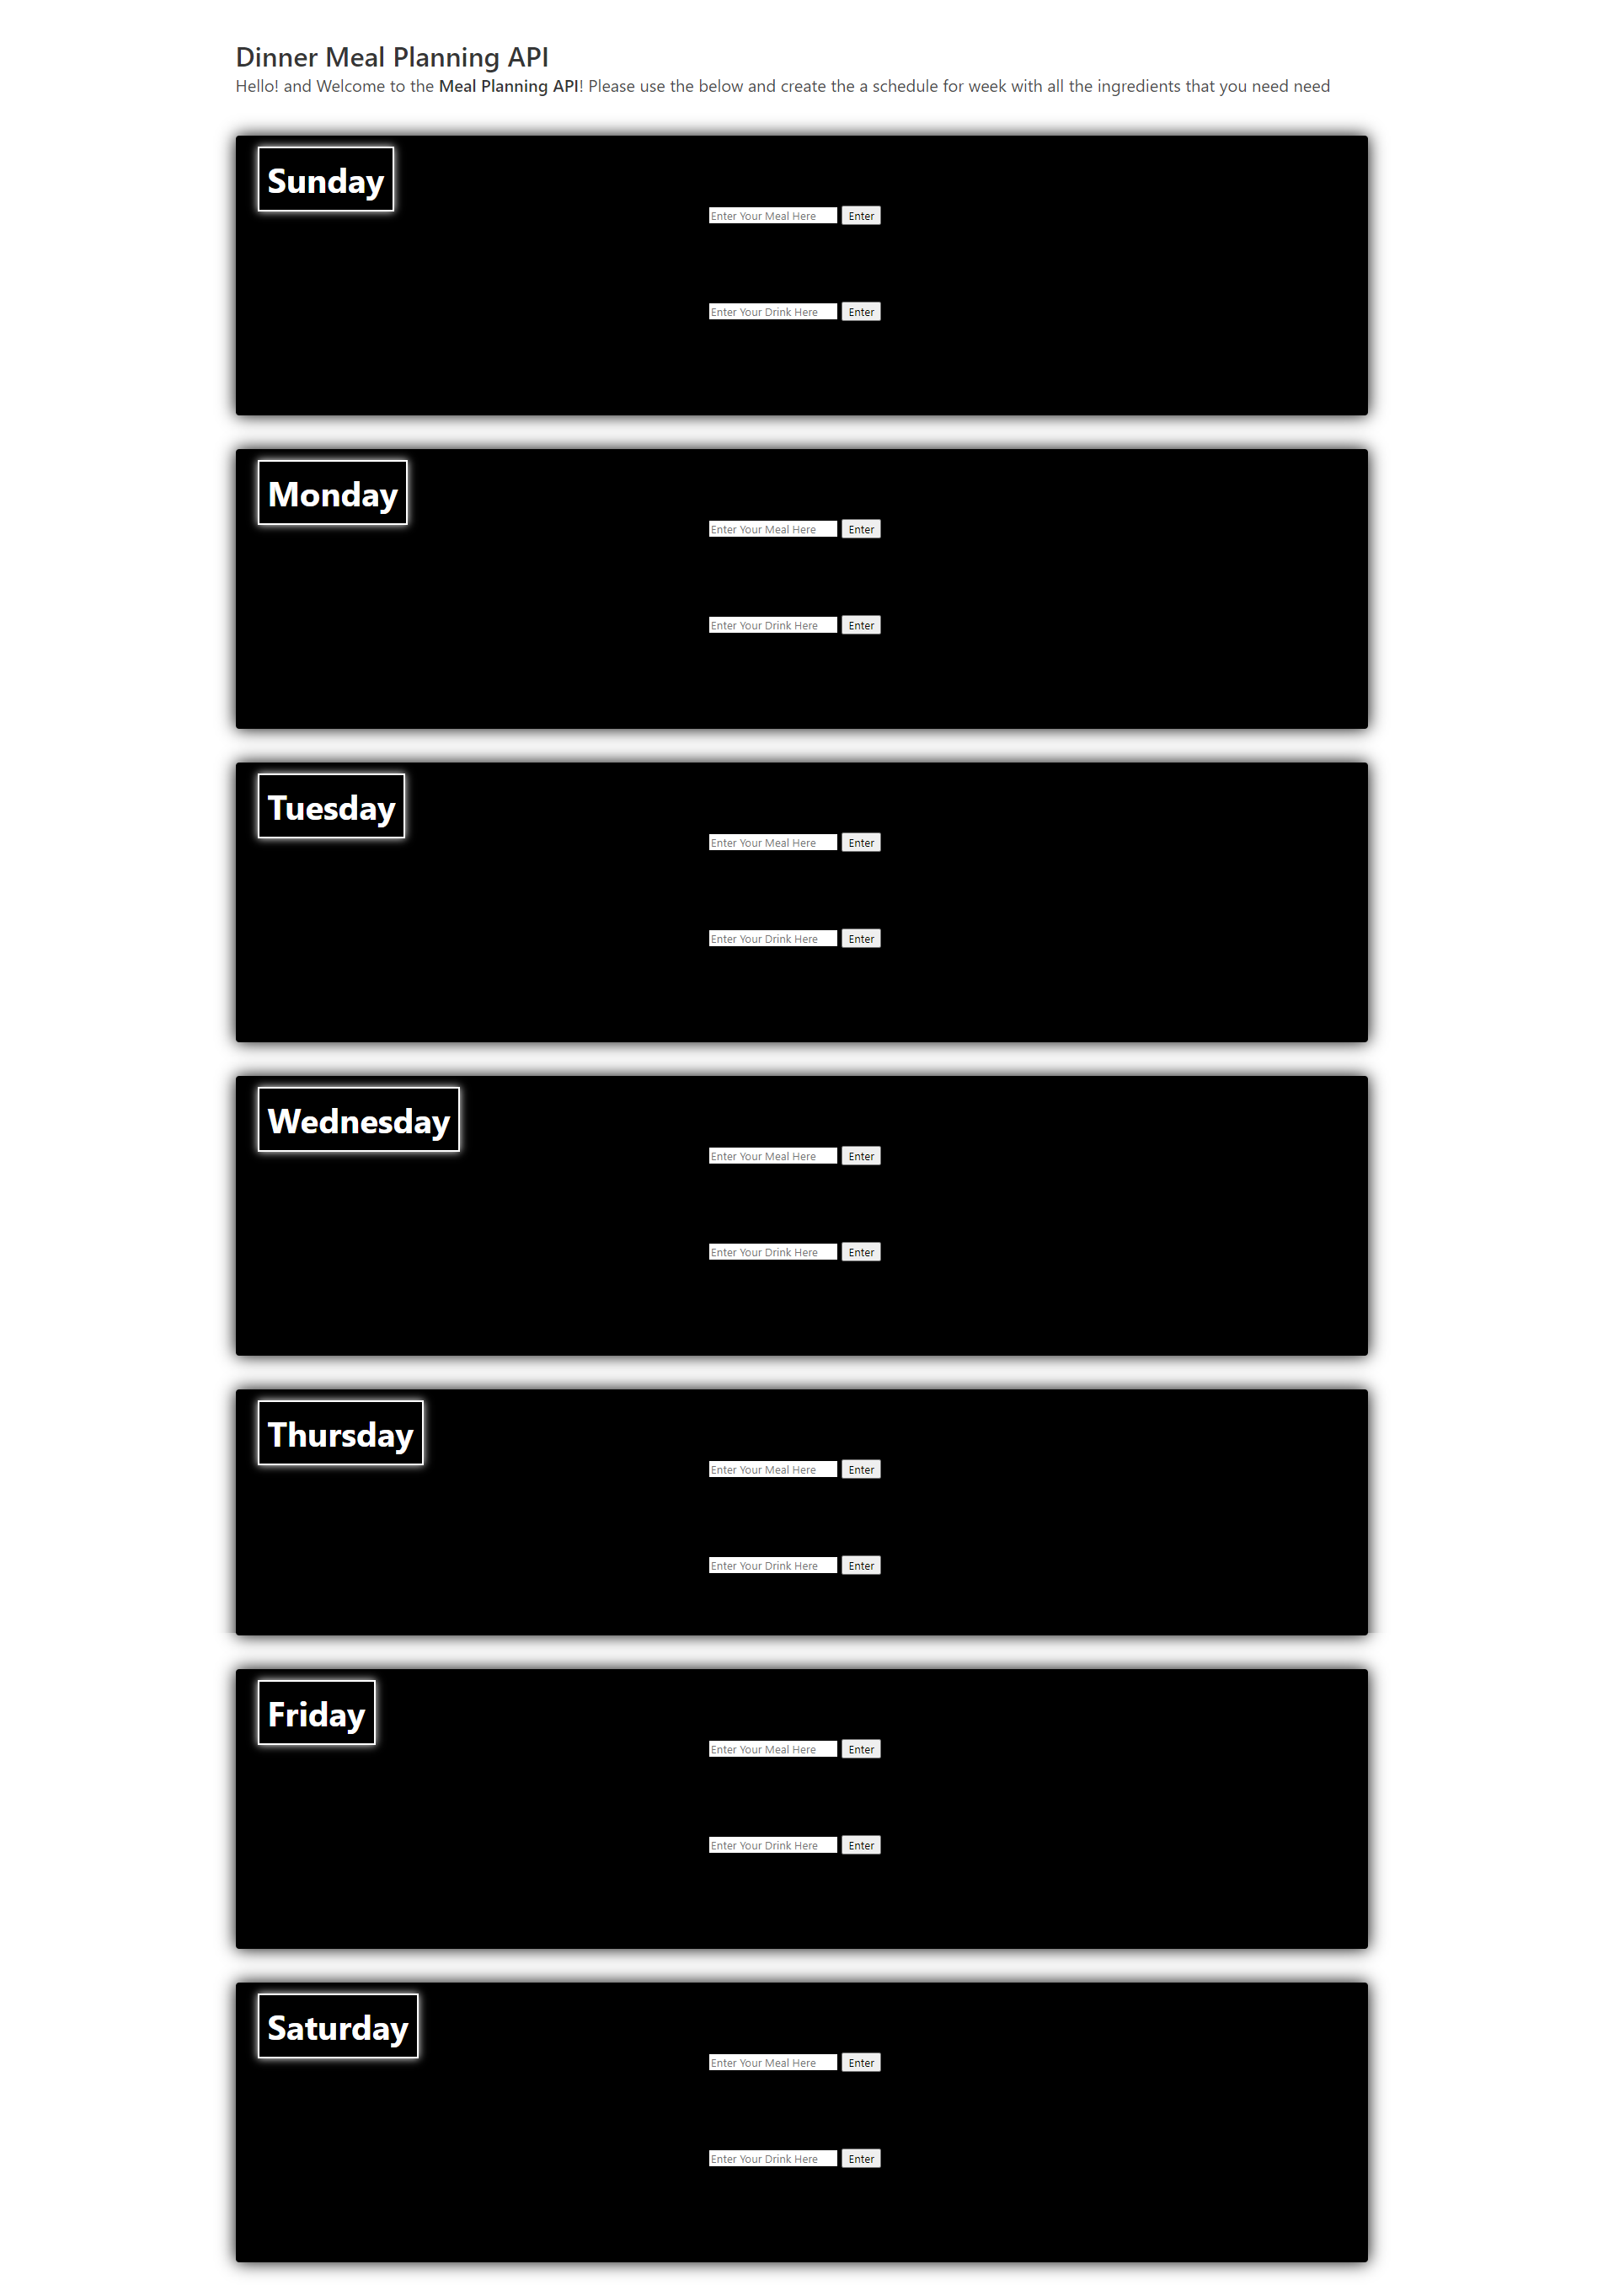 Dinner Meal Planning API
Hello! and Welcome to the Meal Planning API! Please use the below and create the a schedule for week with all the ingredients that you need need
Sunday
Enter Your Meal Here Enter
Enter Your Drink Here Enter
Monday
Enter Your Meal Here Enter
Enter Your Drink Here Enter
Tuesday
Enter Your Meal Here Enter
Enter Your Drink Here Enter
Wednesday
Enter Your Meal Here Enter
Enter Your Drink Here Enter
Thursday
Enter Your Meal Here Enter
Enter Your Drink Here Enter
Friday
Enter Your Meal Here Enter
Enter Your Drink Here Enter
Saturday
Enter Your Meal Here Enter
Enter Your Drink Here Enter